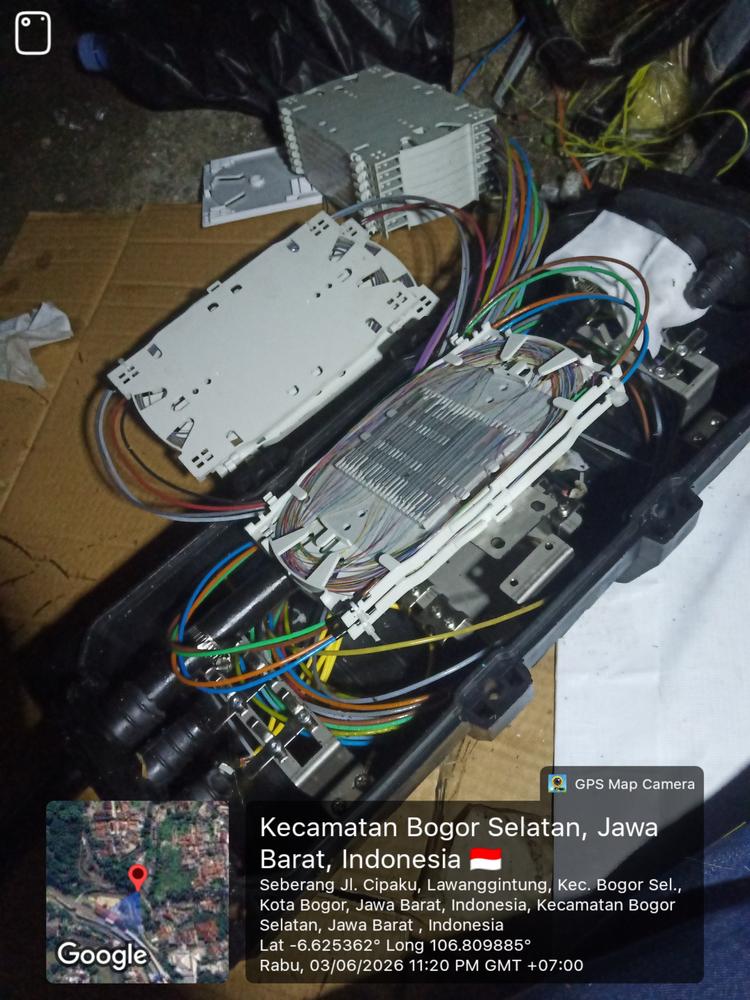 GPS Map Camera
Kecamatan Bogor Selatan, Jawa
Barat, Indonesia 🇮🇩
Seberang Jl. Cipaku, Lawanggintung, Kec. Bogor Sel.,
Kota Bogor, Jawa Barat, Indonesia, Kecamatan Bogor
Selatan, Jawa Barat , Indonesia
Lat -6.625362° Long 106.809885°
Rabu, 03/06/2026 11:20 PM GMT +07:00
Google